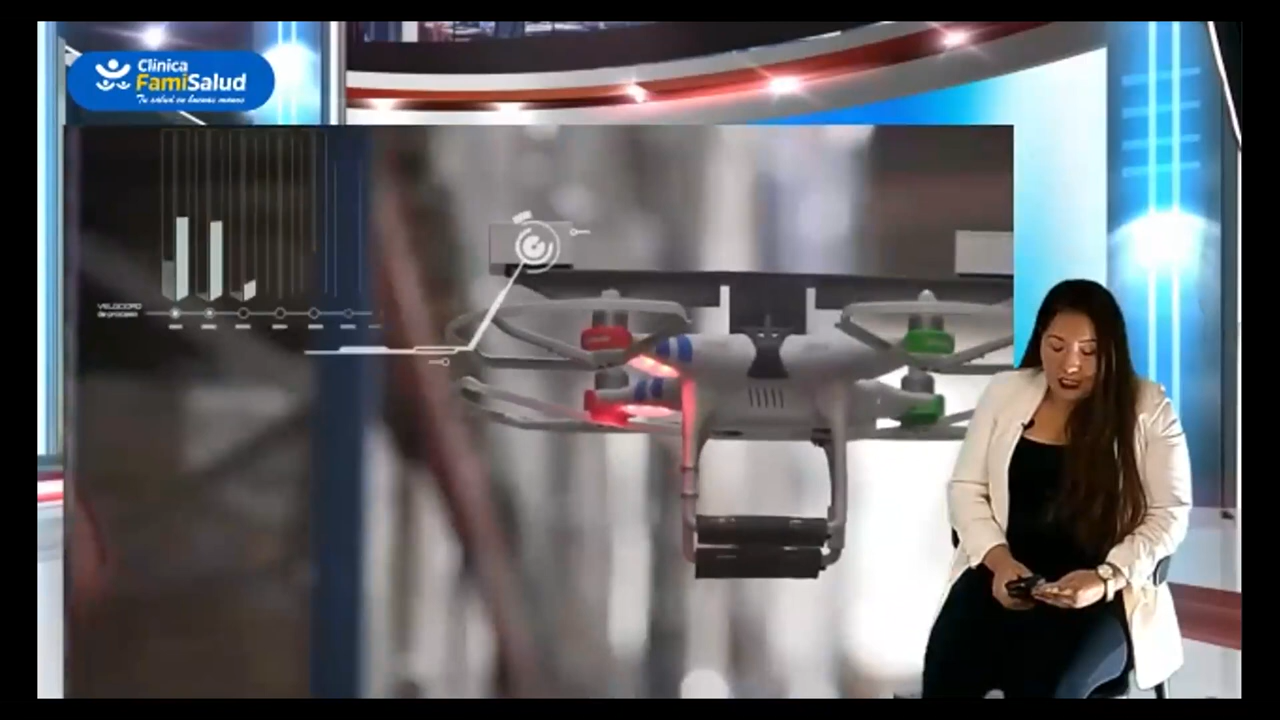 Clínica
FamiSalud
Tu salud en buenas manos
VELOCIDAD
de proceso